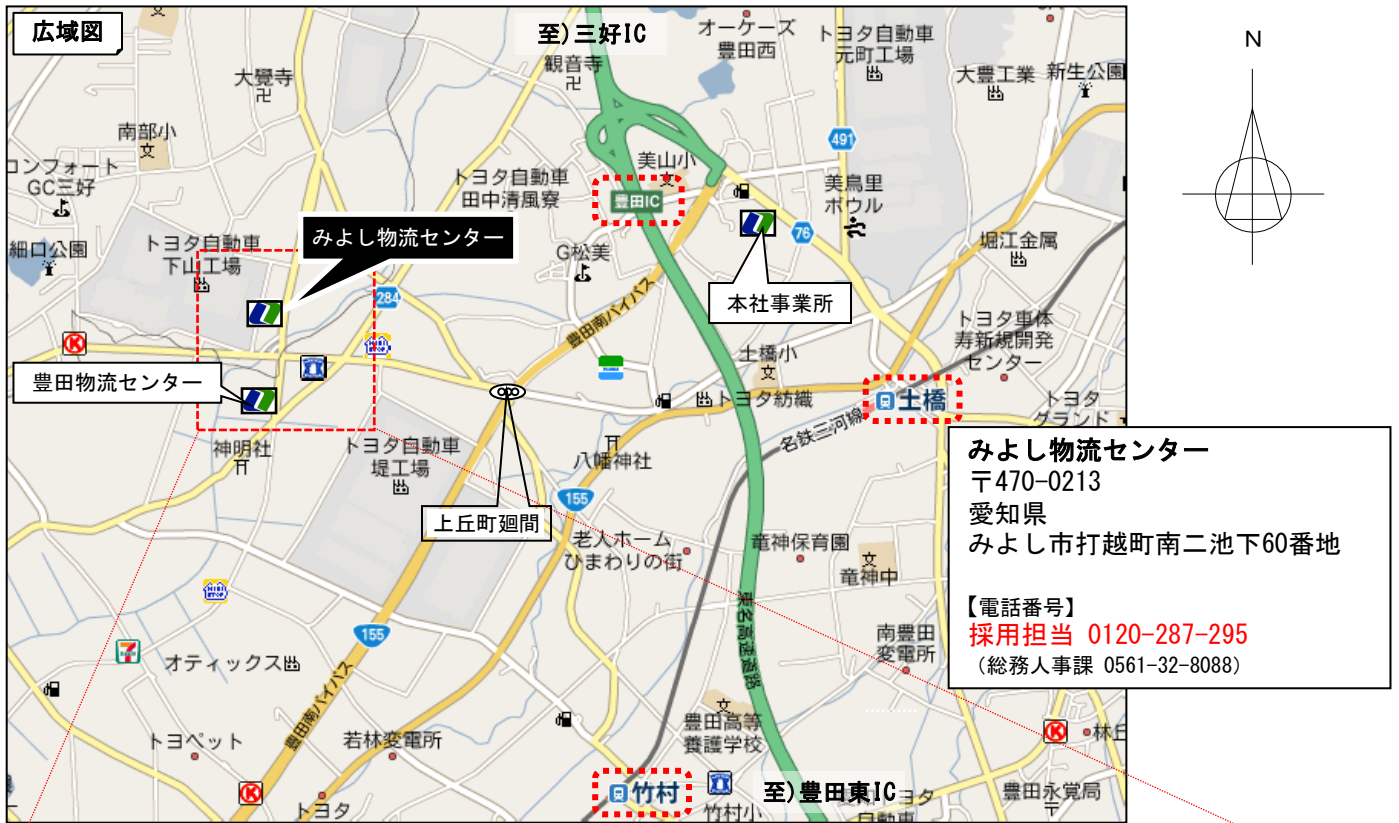 広域図
至)三好IC
オーケーズ
豊田西
トヨタ自動車
元町工場
大豊工業
新生公園
N
観音寺
大覺寺
南部小
491
コンフォート
GC三好
トヨタ自動車
田中清風寮
美山小
豊田IC
美鳥里
ボウル
76
細口公園
トヨタ自動車
下山工場
みよし物流センター
G松美
堀江金属
本社事業所
284
豊田南バイパス
トヨタ車体
寿新規開発
センター
豊田物流センター
土橋小
トヨタ紡織
土橋
トヨタ
グランド
名鉄三河線
神明社
トヨタ自動車
堤工場
八幡神社
155
上丘町廻間
老人ホーム
ひまわりの街
竜神保育園
竜神中
みよし物流センター
〒470-0213
愛知県
みよし市打越町南二池下60番地
【電話番号】
採用担当 0120-287-295
(総務人事課 0561-32-8088)
東名高速道路
MINI
STOP
155
南豊田
変電所
オティックス
豊田南バイパス
トヨペット
若林変電所
豊田高等
養護学校
K
林丘
竹村
竹村小
至)豊田東IC
トヨタ
自動車
豊田永覚局
トヨタ